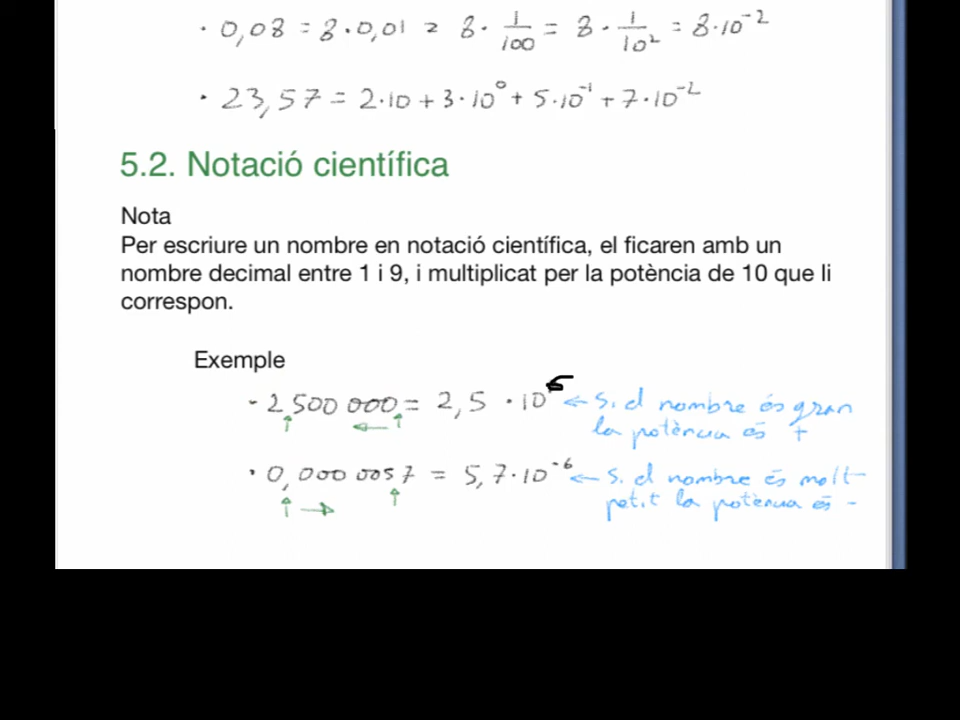 · 0,08 = 8·0,01 = 8· 1/100 = 8 · 1/10² = 8·10⁻²
· 23,57 = 2·10 + 3·10⁰ + 5·10⁻¹ + 7·10⁻²
5.2. Notació científica
Nota
Per escriure un nombre en notació científica, el ficaren amb un
nombre decimal entre 1 i 9, i multiplicat per la potència de 10 que li
correspon.
Exemple
- 2,500 000 = 2,5 · 10⁶ ← si el nombre és gran
la potència és +
· 0,000 0057 = 5,7·10⁻⁶ ← si el nombre és molt
petit la potència és -